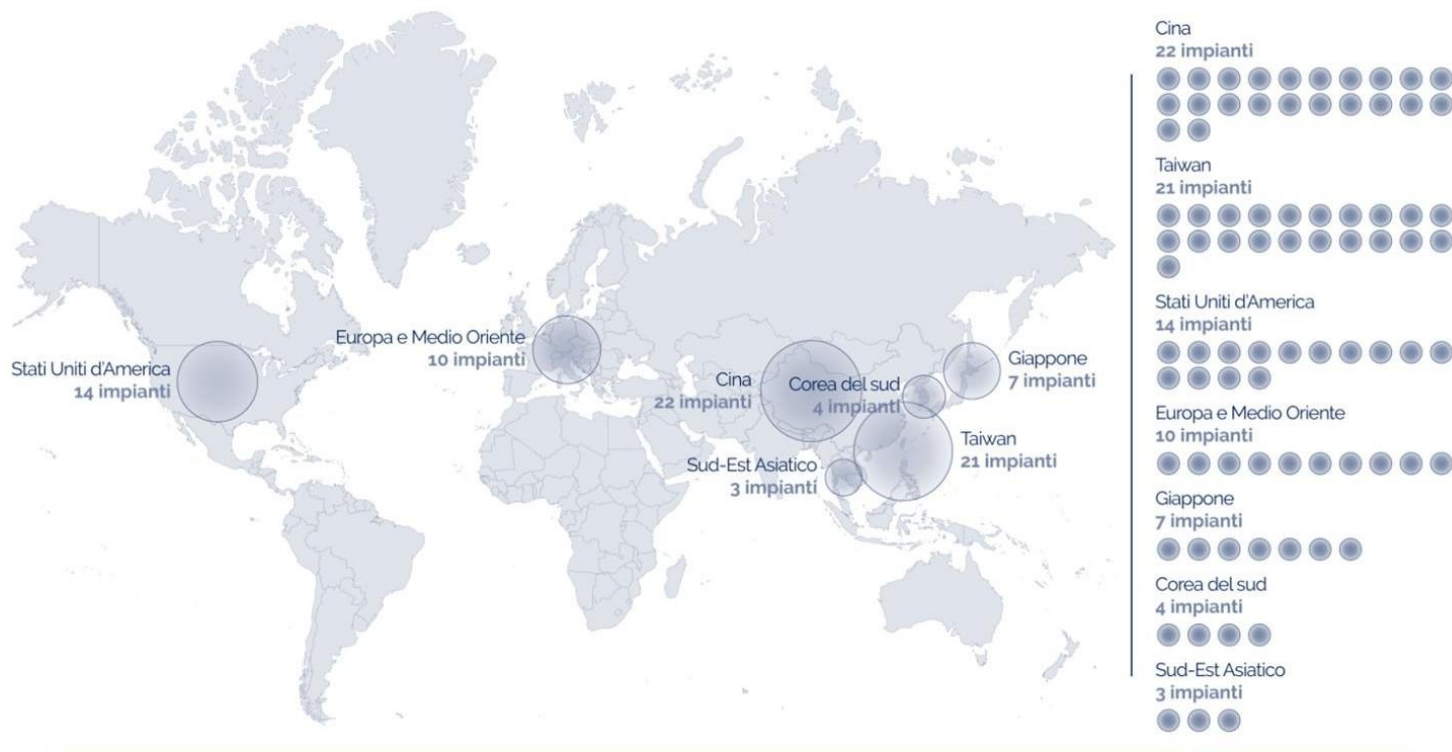 Stati Uniti d'America
14 impianti
Europa e Medio Oriente
10 impianti
Cina
22 impianti
Corea del sud
4 impianti
Giappone
7 impianti
Taiwan
21 impianti
Sud-Est Asiatico
3 impianti
Cina
22 impianti
Taiwan
21 impianti
Stati Uniti d'America
14 impianti
Europa e Medio Oriente
10 impianti
Giappone
7 impianti
Corea del sud
4 impianti
Sud-Est Asiatico
3 impianti